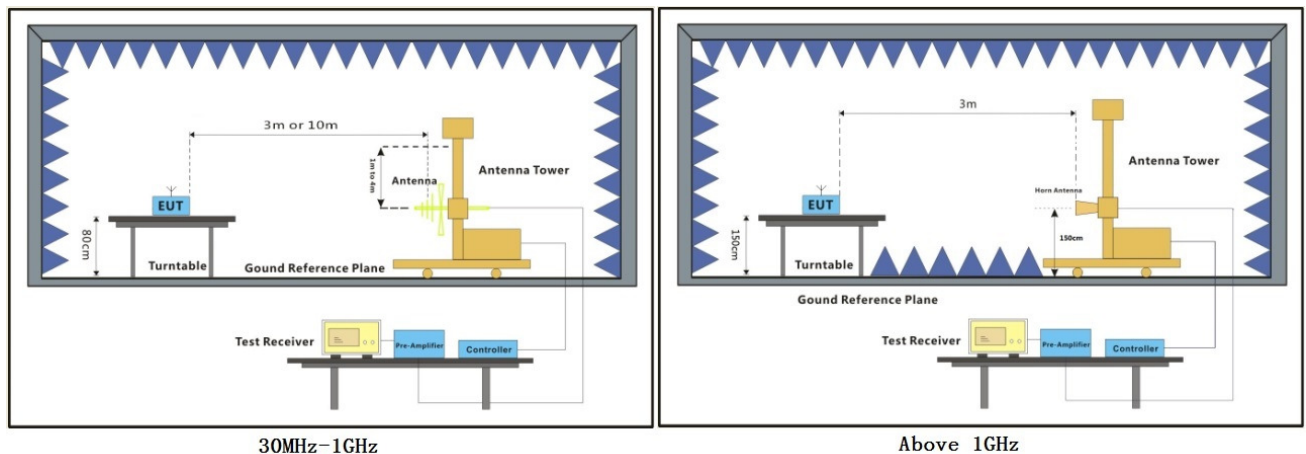 3m or 10m
1m to 4m
Antenna
Antenna Tower
EUT
80cm
Turntable
Gound Reference Plane
Test Receiver
Pre-Amplifier
Controller
30MHz-1GHz
3m
Antenna Tower
Horn Antenna
EUT
150cm
150cm
Turntable
Gound Reference Plane
Test Receiver
Pre-Amplifier
Controller
Above 1GHz